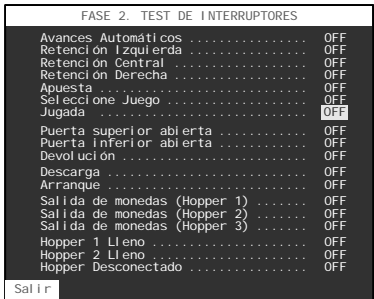 FASE 2. TEST DE INTERRUPTORES
Avances Automáticos ................ OFF
Retención Izquierda ................ OFF
Retención Central .................. OFF
Retención Derecha .................. OFF
Apuesta ............................ OFF
Seleccione Juego ................... OFF
Jugada ............................. OFF
Puerta superior abierta ............ OFF
Puerta inferior abierta ............ OFF
Devolución ......................... OFF
Descarga ........................... OFF
Arranque ........................... OFF
Salida de monedas (Hopper 1) ....... OFF
Salida de monedas (Hopper 2) ....... OFF
Salida de monedas (Hopper 3) ....... OFF
Hopper 1 Lleno ..................... OFF
Hopper 2 Lleno ..................... OFF
Hopper Desconectado ................ OFF
Salir